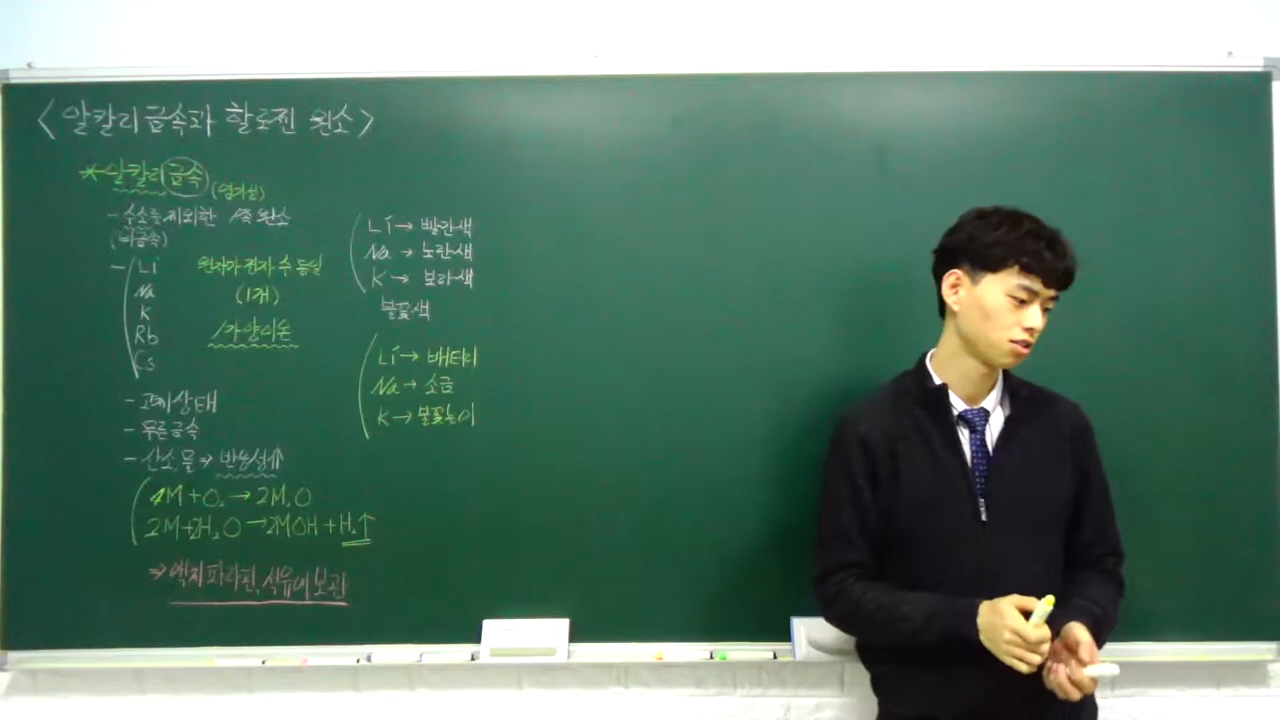 <알칼리 금속과 할로젠 원소>
*알칼리 금속 (염기성)
- 수소를 제외한 1족 원소
(비금속)
- Li
Na
K
Rb
Cs
원자가 전자 수 동일
(1개)
1가 양이온
- 고체 상태
- 무른 금속
- 산소, 물 ⇒ 반응성↑
4M + O₂ → 2M₂O
2M + 2H₂O → 2MOH + H₂↑
⇒ 액체 파라핀, 석유에 보관
Li → 빨간색
Na → 노란색
K → 보라색
불꽃색
Li → 배터리
Na → 소금
K → 불꽃놀이